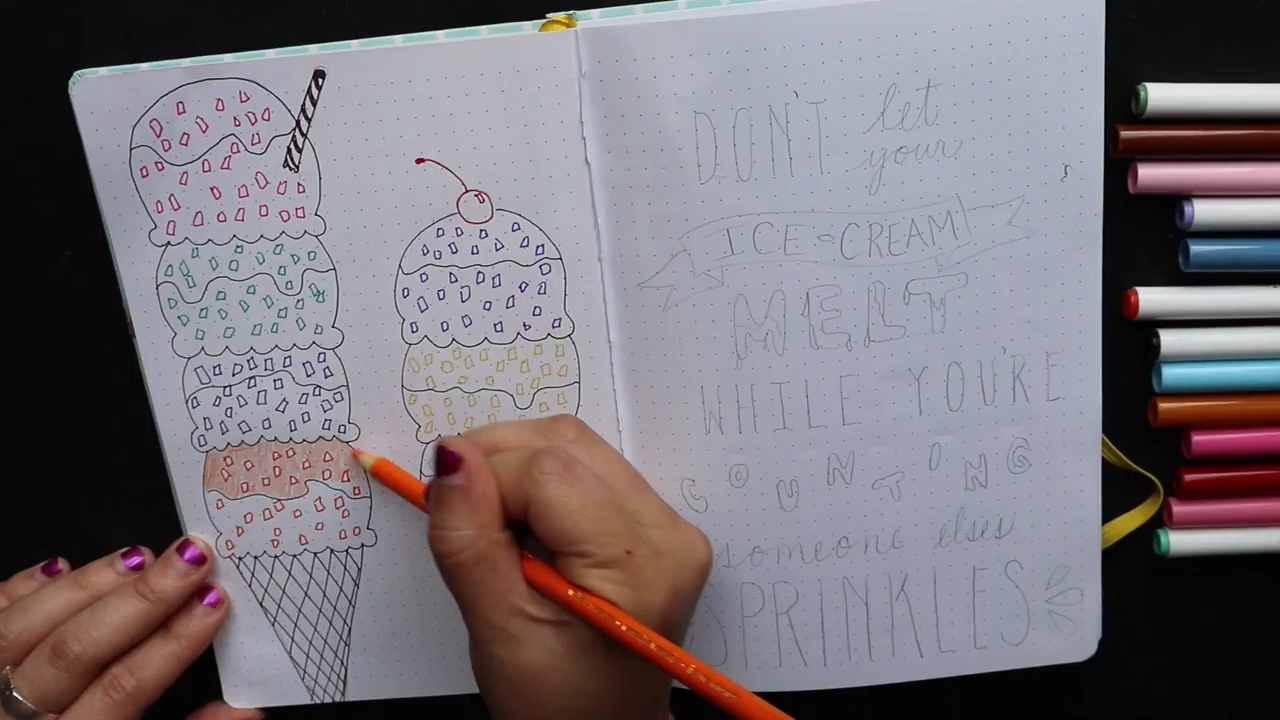 DON'T let
your
ICE-CREAM
MELT
WHILE YOU'RE
COUNTING
someone elses
SPRINKLES